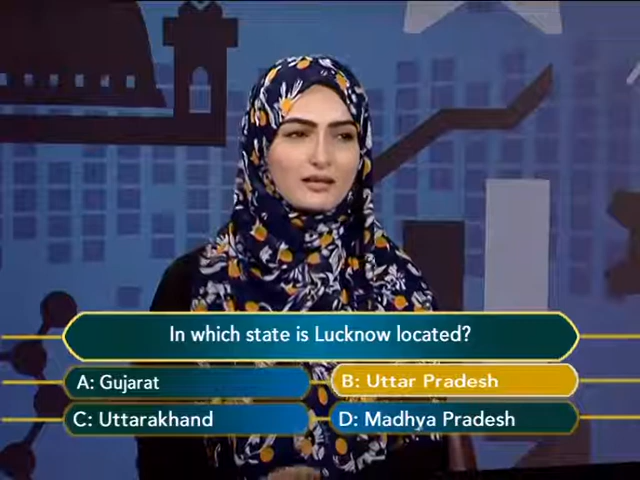 In which state is Lucknow located?
A: Gujarat
B: Uttar Pradesh
C: Uttarakhand
D: Madhya Pradesh